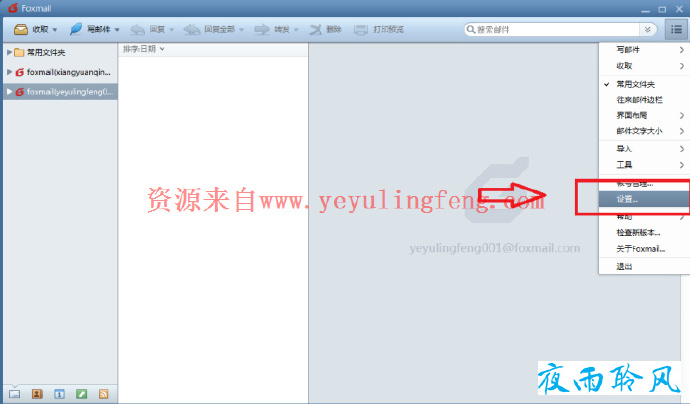 Foxmail
收取 写邮件 回复 回复全部 转发 删除 打印预览 搜索邮件
常用文件夹
foxmail(xiangyuanqin...
foxmail(yeyulingfeng0...
排序:日期
写邮件
收取
常用文件夹
往来邮件边栏
界面布局
邮件文字大小
导入
工具
帐号管理...
设置...
帮助
检查新版本...
关于Foxmail...
退出
资源来自www.yeyulingfeng.com
yeyulingfeng001@foxmail.com
夜雨聆风